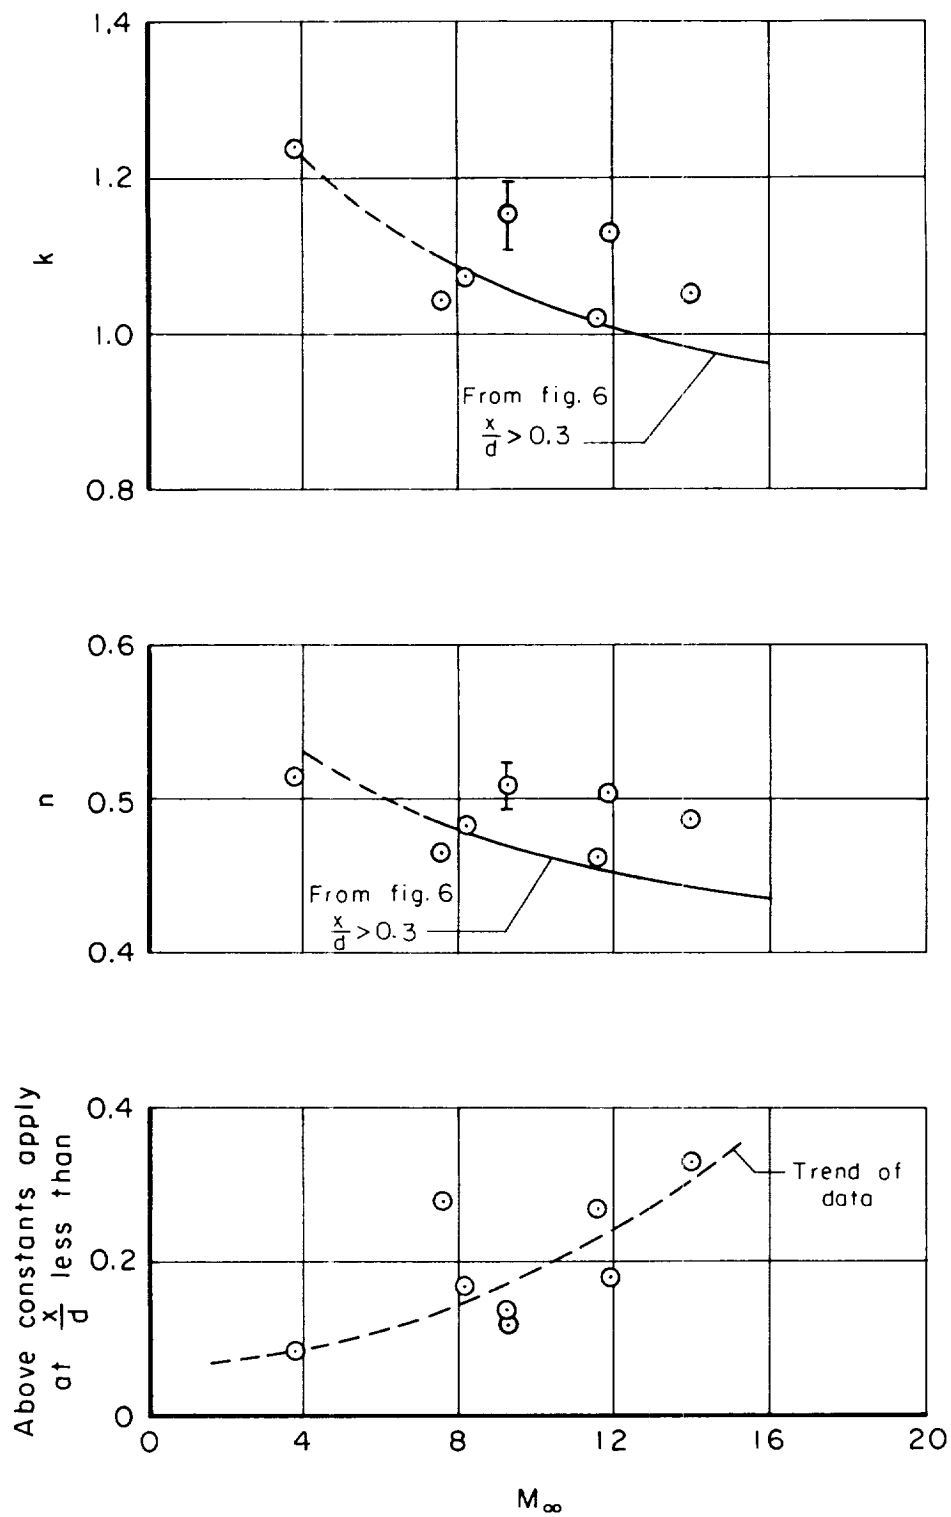 1.4
1.2
1.0
0.8
k
From fig. 6
x/d > 0.3
0.6
0.5
0.4
n
From fig. 6
x/d > 0.3
0.4
0.2
0
Above constants apply
at x/d less than
Trend of
data
0 4 8 12 16 20
M∞